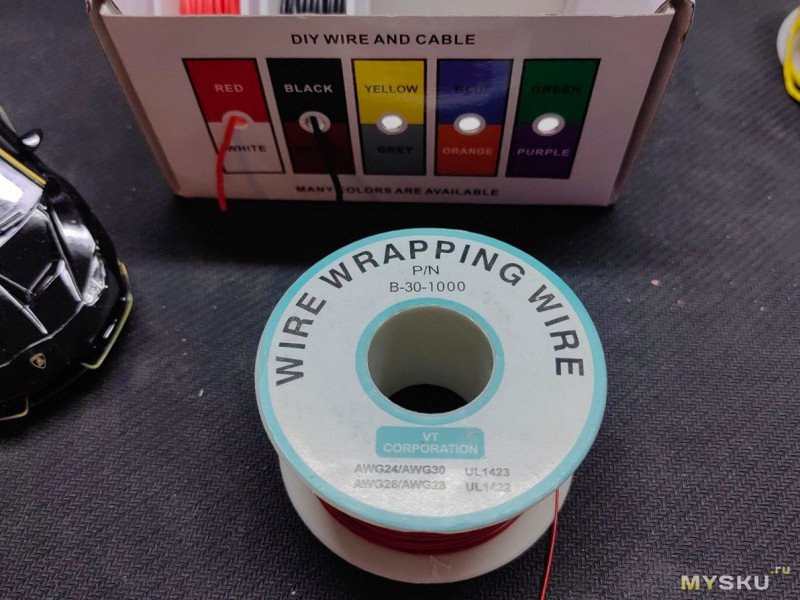 DIY WIRE AND CABLE
RED BLACK YELLOW BLUE GREEN
WHITE GREY ORANGE PURPLE
MANY COLORS ARE AVAILABLE
WIRE WRAPPING WIRE
P/N
B-30-1000
VT
CORPORATION
AWG24/AWG30 UL1423
AWG26/AWG28 UL1422
MYSKU.ru